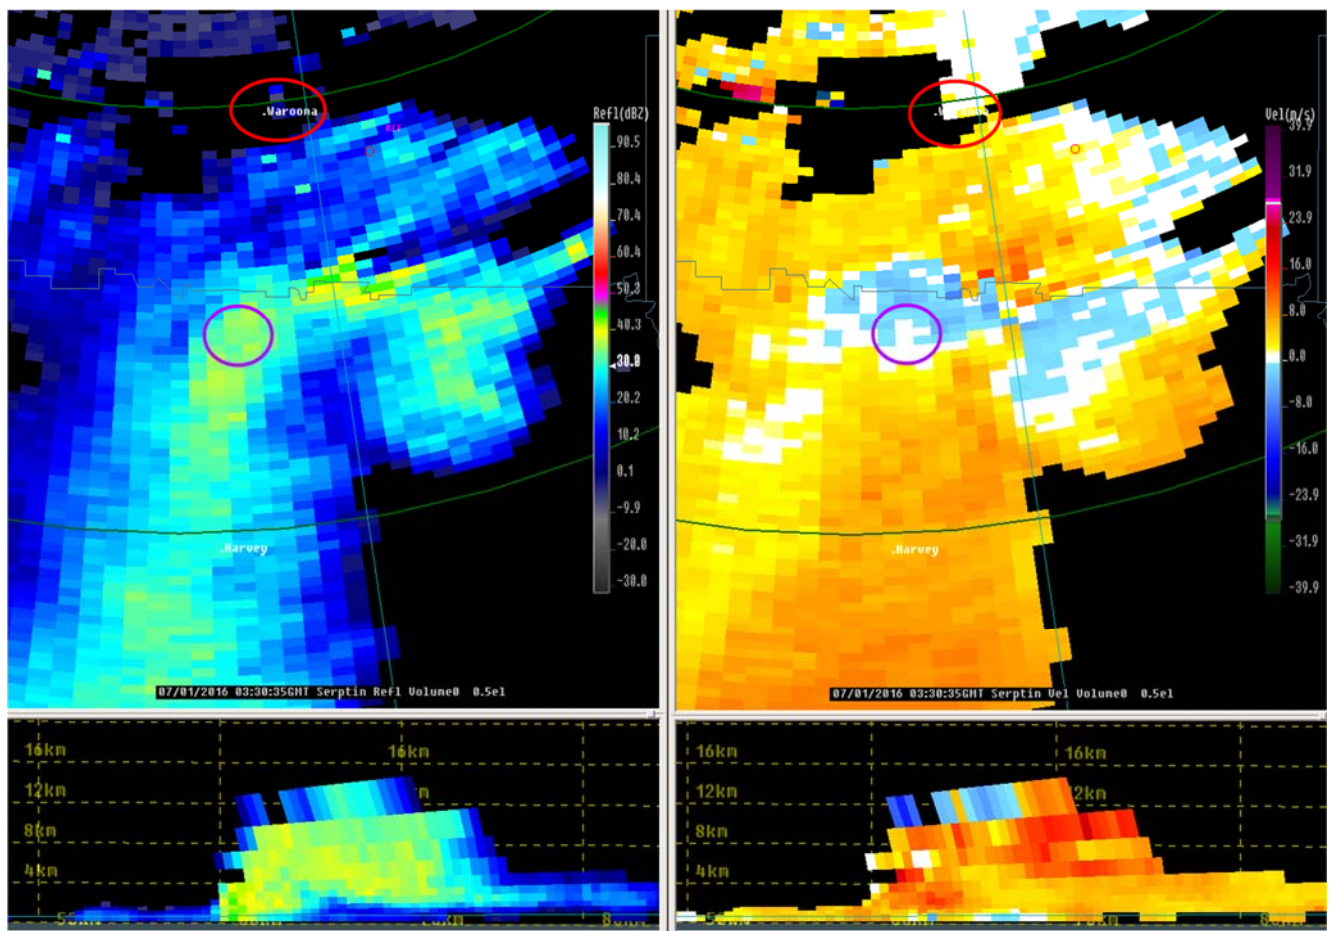 .Waroona
REF
Refl(dBZ)
90.5
80.4
70.4
60.4
50.3
40.3
30.0
20.2
10.2
0.1
-9.9
-20.0
-30.0
.Harvey
07/01/2016 03:30:35GMT Serptin Refl Volume0 0.5el
Vel(m/s)
39.9
31.9
23.9
16.0
8.0
0.0
-8.0
-16.0
-23.9
-31.9
-39.9
.Harvey
07/01/2016 03:30:35GMT Serptin Vel Volume0 0.5el
16km
16km
12km
8km
4km
16km
16km
12km
2km
8km
4km